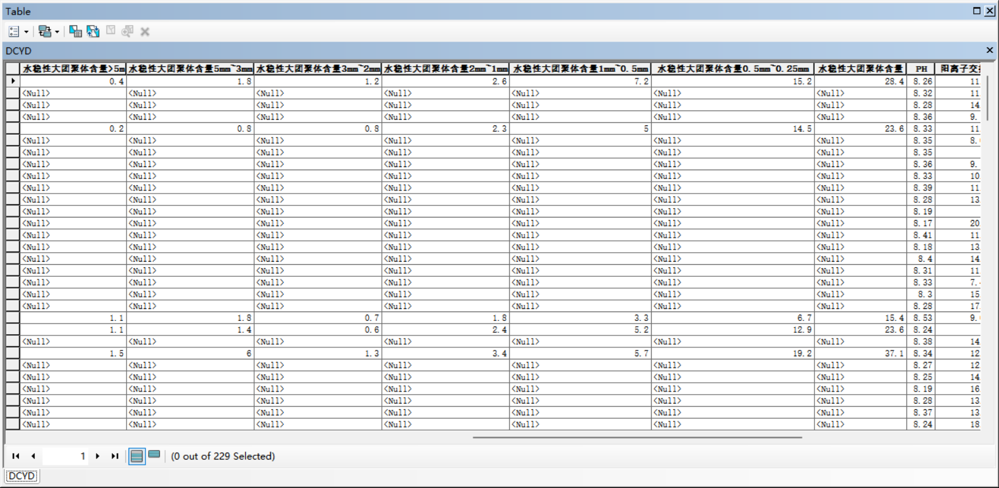 Table
DCYD
水稳性大团聚体含量>5m 水稳性大团聚体含量5mm~3mm 水稳性大团聚体含量3mm~2mm 水稳性大团聚体含量2mm~1mm 水稳性大团聚体含量1mm~0.5mm 水稳性大团聚体含量0.5mm~0.25mm 水稳性大团聚体含量 PH 阳离子交
0.4 1.8 1.2 2.6 7.2 15.2 28.4 8.26 11
<Null> <Null> <Null> <Null> <Null> <Null> <Null> 8.32 11
<Null> <Null> <Null> <Null> <Null> <Null> <Null> 8.28 14
<Null> <Null> <Null> <Null> <Null> <Null> <Null> 8.36 9.
0.2 0.8 0.8 2.3 5 14.5 23.6 8.33 11
<Null> <Null> <Null> <Null> <Null> <Null> <Null> 8.35 8.
<Null> <Null> <Null> <Null> <Null> <Null> <Null> 8.35
<Null> <Null> <Null> <Null> <Null> <Null> <Null> 8.36 9.
<Null> <Null> <Null> <Null> <Null> <Null> <Null> 8.33 10
<Null> <Null> <Null> <Null> <Null> <Null> <Null> 8.39 11
<Null> <Null> <Null> <Null> <Null> <Null> <Null> 8.28 13
<Null> <Null> <Null> <Null> <Null> <Null> <Null> 8.19
<Null> <Null> <Null> <Null> <Null> <Null> <Null> 8.17 20
<Null> <Null> <Null> <Null> <Null> <Null> <Null> 8.41 11
<Null> <Null> <Null> <Null> <Null> <Null> <Null> 8.18 13
<Null> <Null> <Null> <Null> <Null> <Null> <Null> 8.4 14
<Null> <Null> <Null> <Null> <Null> <Null> <Null> 8.31 11
<Null> <Null> <Null> <Null> <Null> <Null> <Null> 8.33 7.
<Null> <Null> <Null> <Null> <Null> <Null> <Null> 8.3 15
<Null> <Null> <Null> <Null> <Null> <Null> <Null> 8.28 17
1.1 1.8 0.7 1.8 3.3 6.7 15.4 8.53 9.
1.1 1.4 0.6 2.4 5.2 12.9 23.6 8.24
<Null> <Null> <Null> <Null> <Null> <Null> <Null> 8.38 14
1.5 6 1.3 3.4 5.7 19.2 37.1 8.34 12
<Null> <Null> <Null> <Null> <Null> <Null> <Null> 8.27 12
<Null> <Null> <Null> <Null> <Null> <Null> <Null> 8.25 14
<Null> <Null> <Null> <Null> <Null> <Null> <Null> 8.19 16
<Null> <Null> <Null> <Null> <Null> <Null> <Null> 8.28 13
<Null> <Null> <Null> <Null> <Null> <Null> <Null> 8.37 13
<Null> <Null> <Null> <Null> <Null> <Null> <Null> 8.24 18
1 (0 out of 229 Selected)
DCYD